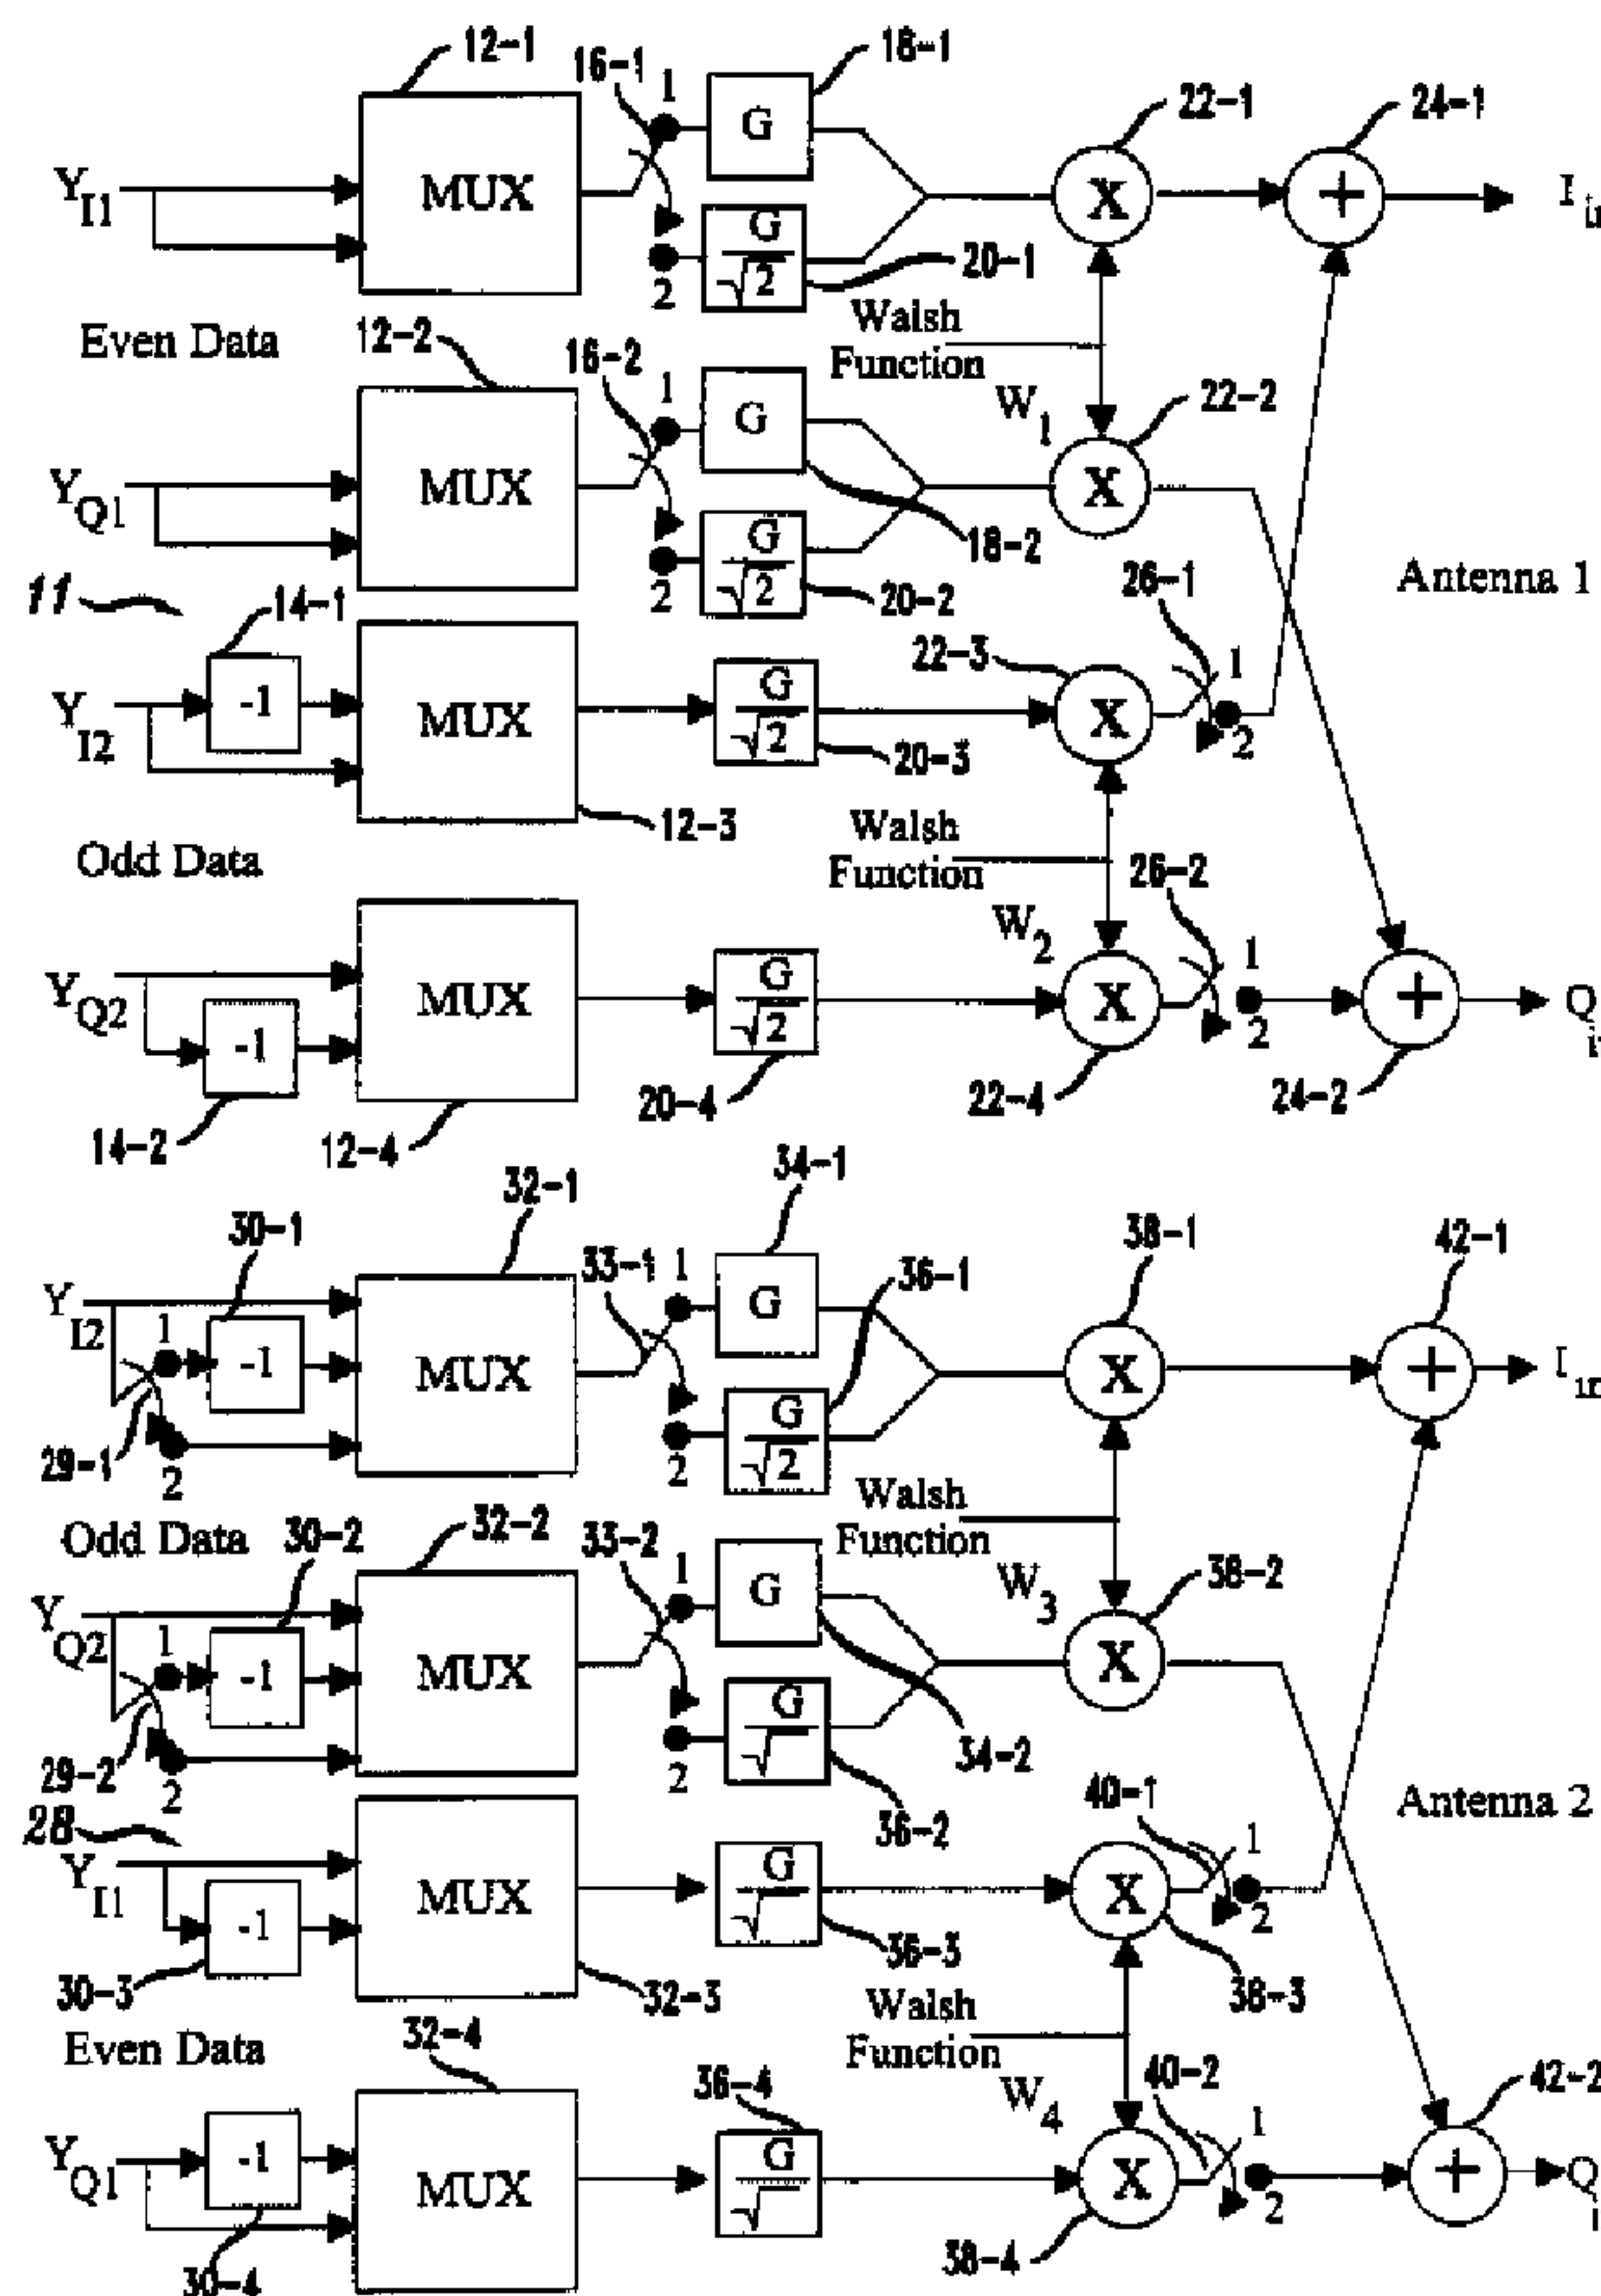 12-1
16-1
1
18-1
22-1
24-1
Y I1
MUX
G
X
+
I
2
G √2
20-1
Even Data
12-2
16-2
1
Walsh Function
W1
22-2
Y Q1
MUX
G
X
18-2
2
G √2
20-2
26-1
Antenna 1
11
14-1
22-3
1
Y I2
-1
MUX
G √2
X
2
20-3
12-3
Odd Data
Walsh Function
26-2
W2
1
Y Q2
-1
MUX
G √2
X
2
+
Q
14-2
12-4
20-4
22-4
24-2
32-1
34-1
30-1
33-1
1
36-1
38-1
42-1
Y I2
1
-1
MUX
G
X
+
I
29-1
2
2
G √2
Odd Data
30-2
32-2
33-2
1
Walsh Function
W3
38-2
Y Q2
1
-1
MUX
G
X
29-2
2
2
G √
34-2
36-2
40-1
Antenna 2
28
1
Y I1
-1
MUX
G √
X
2
30-3
32-3
36-3
38-3
Even Data
32-4
36-4
Walsh Function
W4
40-2
1
42-2
Y Q1
-1
MUX
G √
X
2
+
Q
30-4
38-4